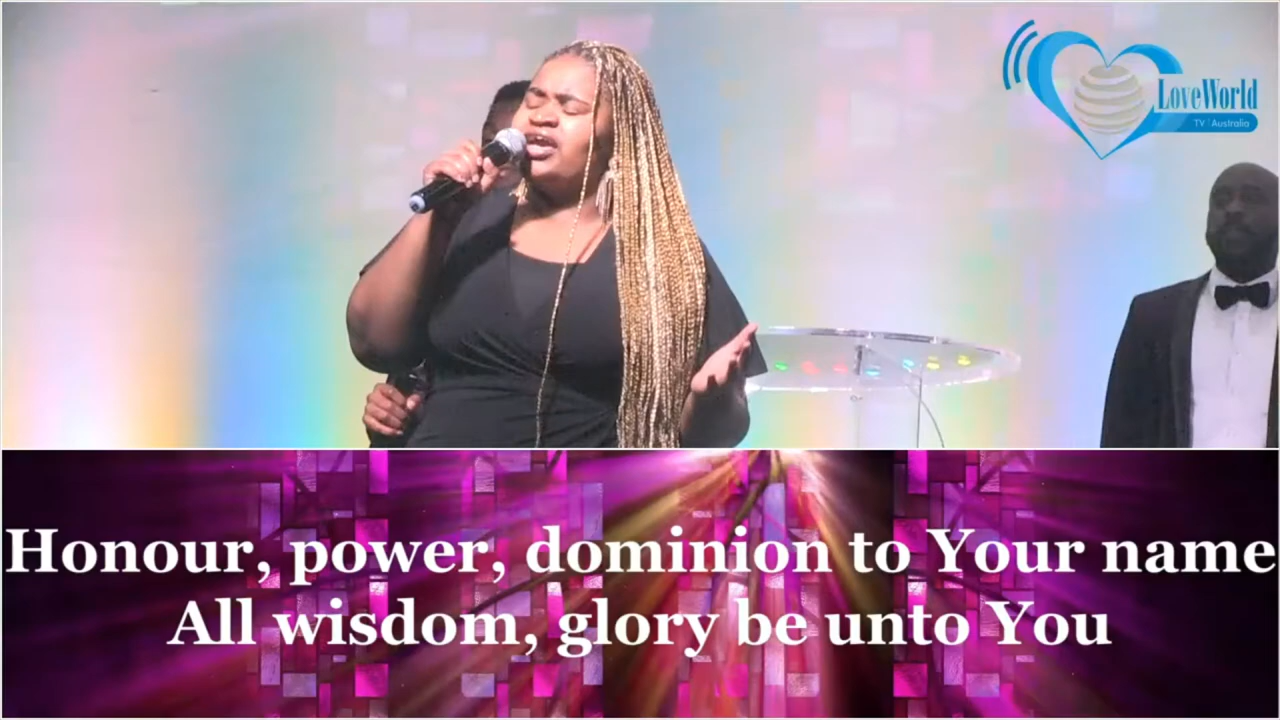 LoveWorld
TV | Australia
Honour, power, dominion to Your name
All wisdom, glory be unto You